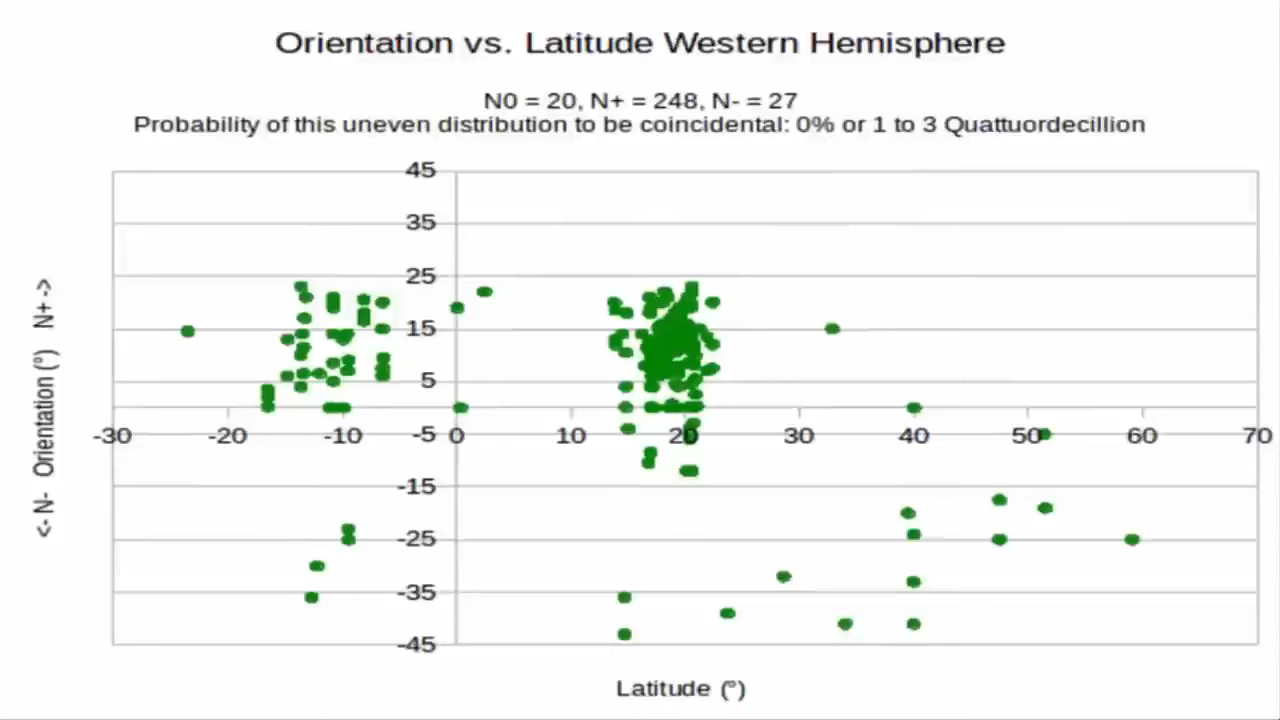 Orientation vs. Latitude Western Hemisphere
N0 = 20, N+ = 248, N- = 27
Probability of this uneven distribution to be coincidental: 0% or 1 to 3 Quattuordecillion
45
35
25
15
5
-30 -20 -10 -5 0 10 20 30 40 50 60 70
-15
-25
-35
-45
<- N- Orientation (°) N+ ->
Latitude (°)